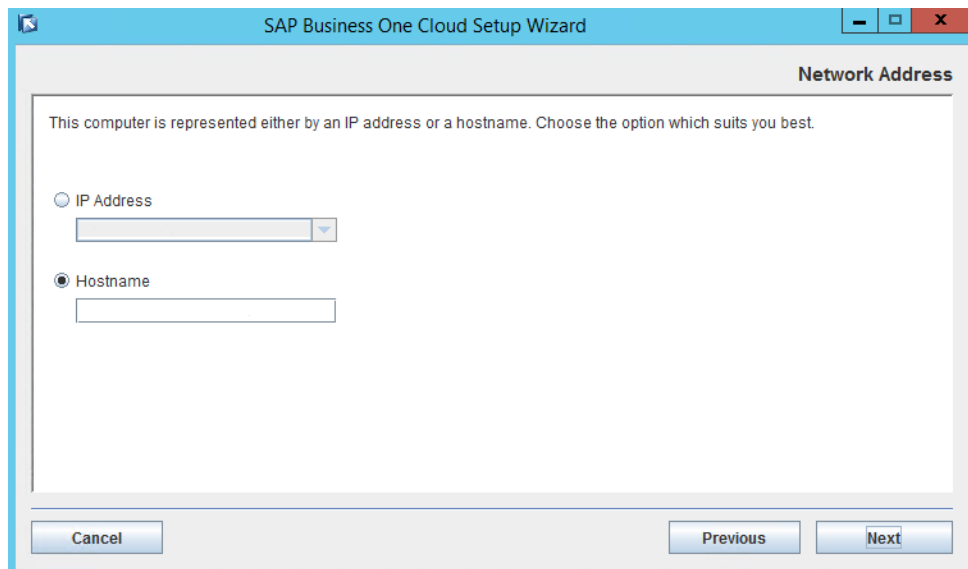 SAP Business One Cloud Setup Wizard
Network Address
This computer is represented either by an IP address or a hostname. Choose the option which suits you best.
IP Address
Hostname
Cancel
Previous
Next